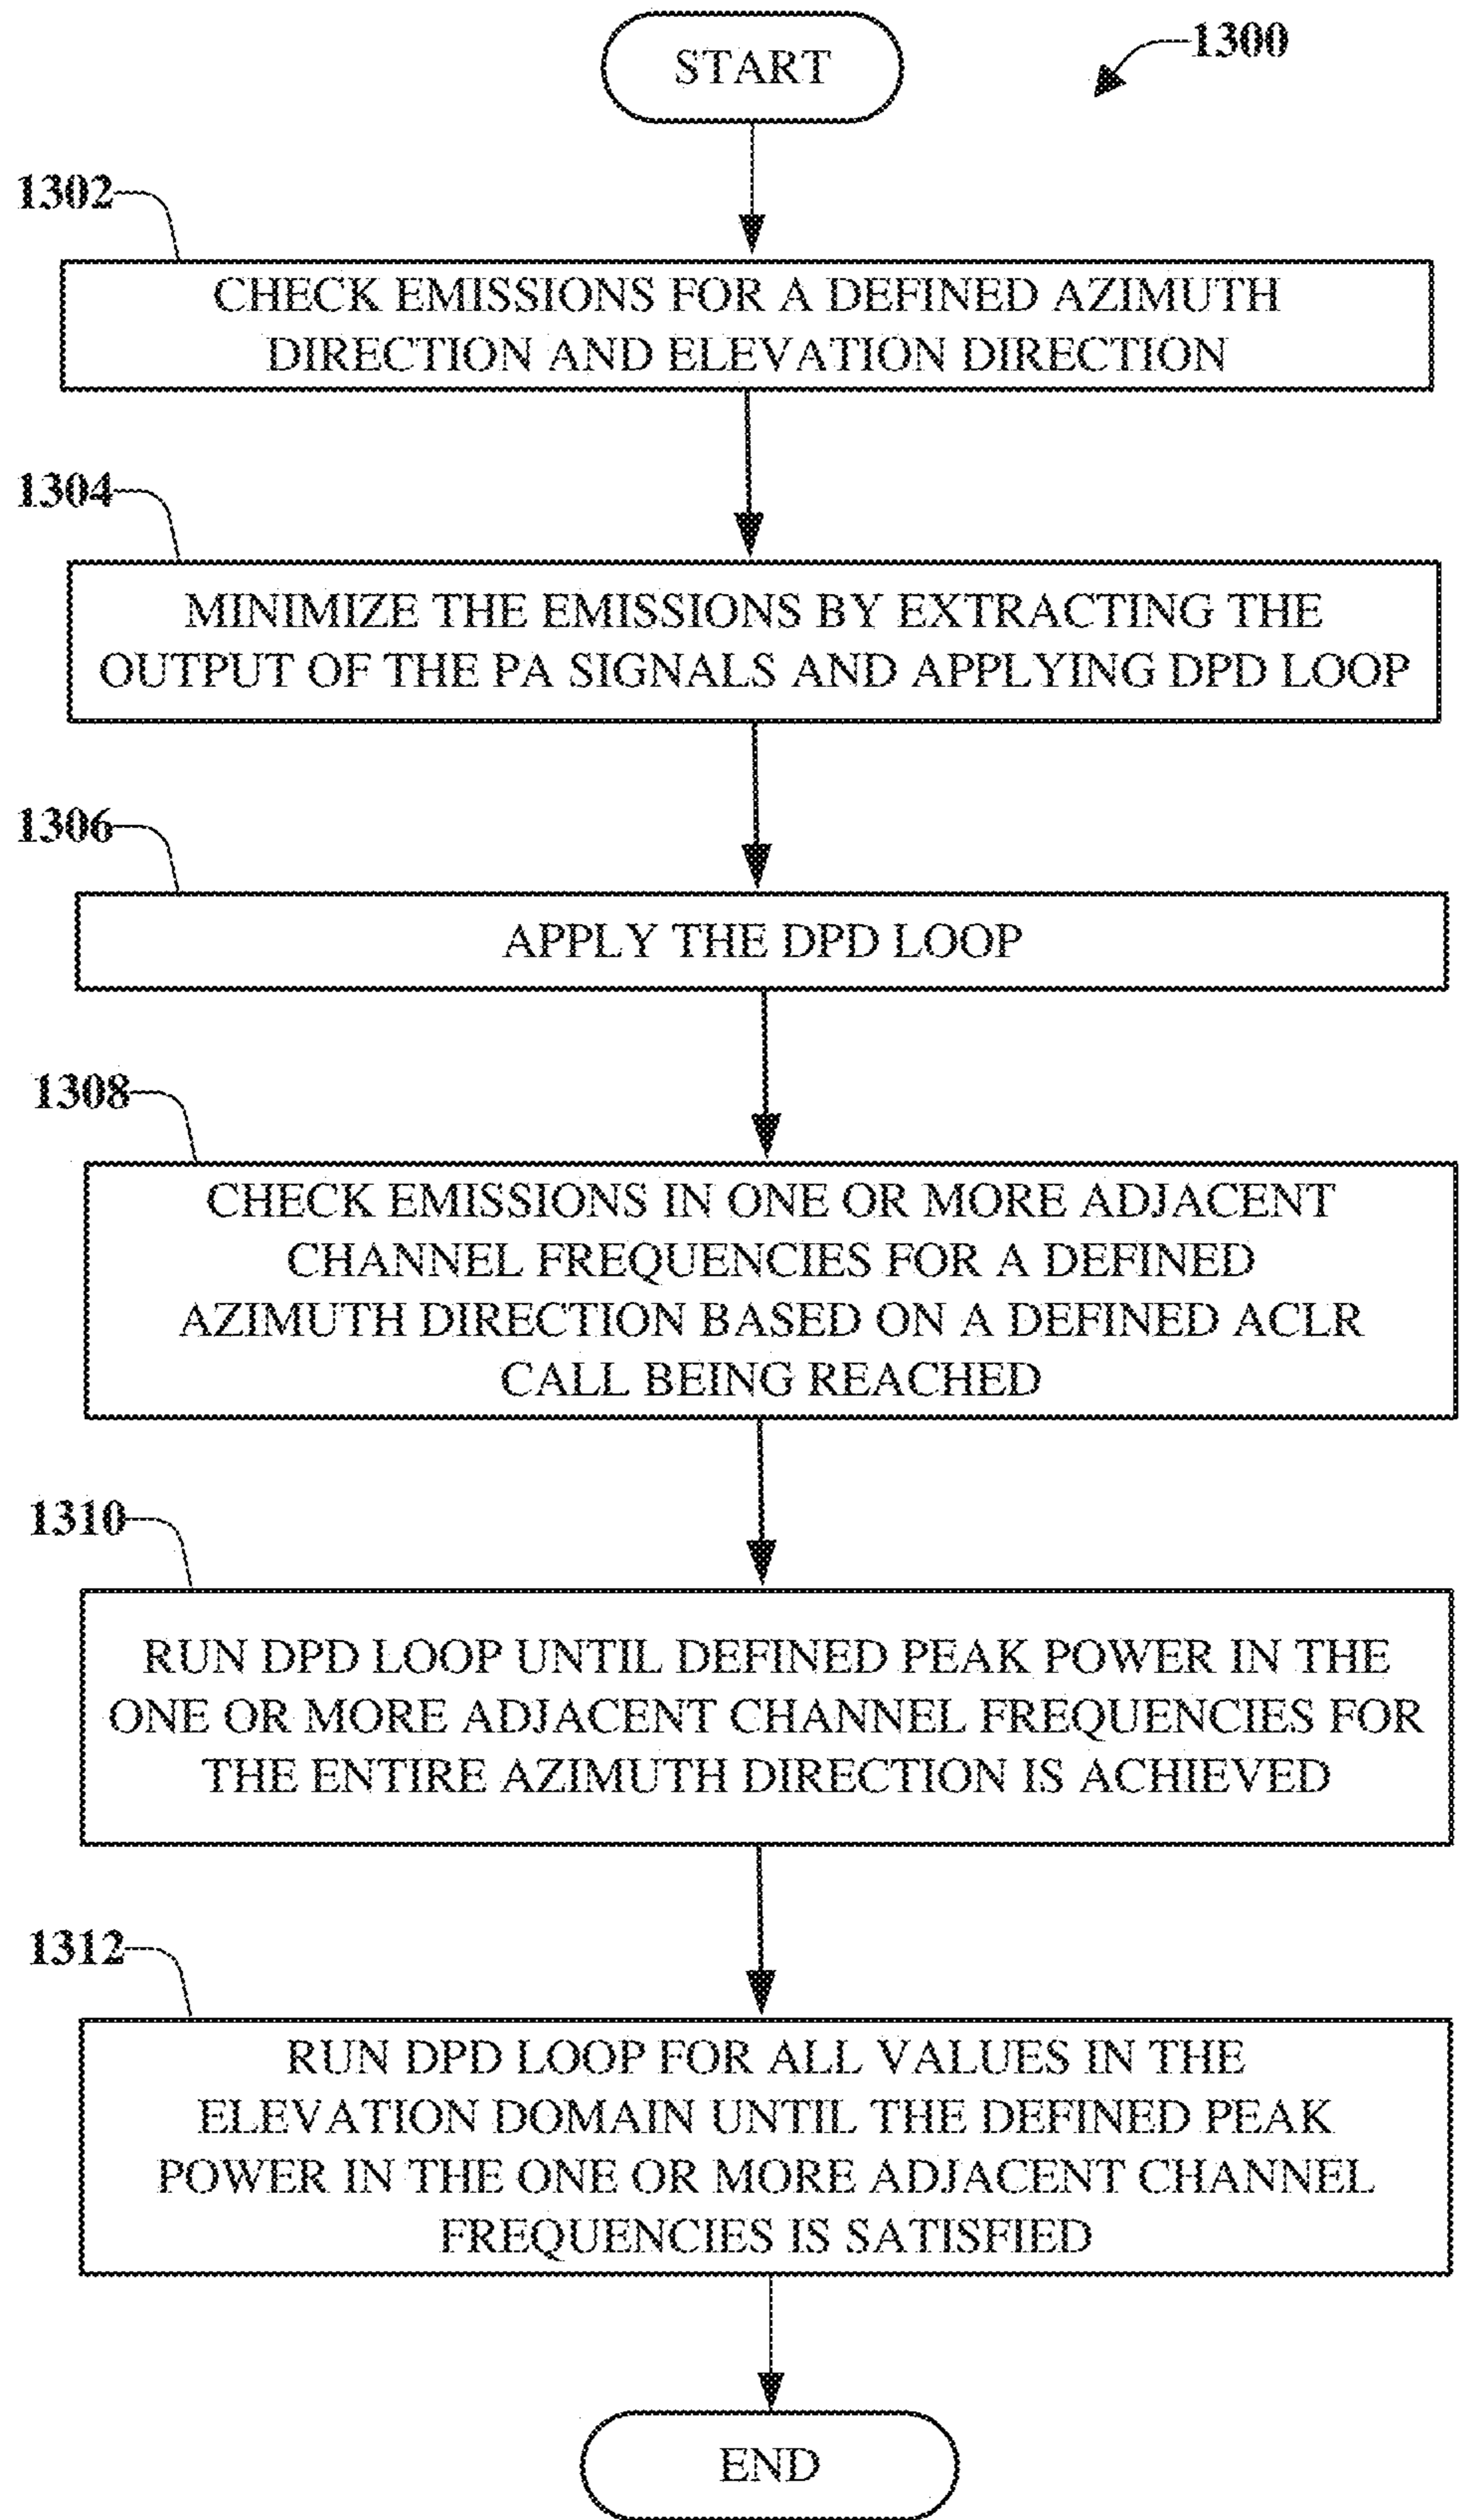 START
1300
1302
CHECK EMISSIONS FOR A DEFINED AZIMUTH
DIRECTION AND ELEVATION DIRECTION
1304
MINIMIZE THE EMISSIONS BY EXTRACTING THE
OUTPUT OF THE PA SIGNALS AND APPLYING DPD LOOP
1306
APPLY THE DPD LOOP
1308
CHECK EMISSIONS IN ONE OR MORE ADJACENT
CHANNEL FREQUENCIES FOR A DEFINED
AZIMUTH DIRECTION BASED ON A DEFINED ACLR
CALL BEING REACHED
1310
RUN DPD LOOP UNTIL DEFINED PEAK POWER IN THE
ONE OR MORE ADJACENT CHANNEL FREQUENCIES FOR
THE ENTIRE AZIMUTH DIRECTION IS ACHIEVED
1312
RUN DPD LOOP FOR ALL VALUES IN THE
ELEVATION DOMAIN UNTIL THE DEFINED PEAK
POWER IN THE ONE OR MORE ADJACENT CHANNEL
FREQUENCIES IS SATISFIED
END